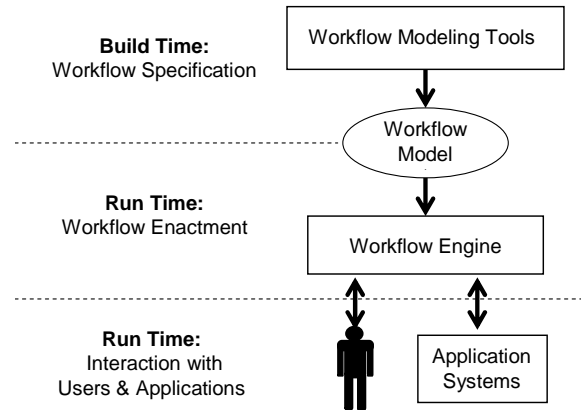 Build Time:
Workflow Specification
Workflow Modeling Tools
Workflow
Model
Run Time:
Workflow Enactment
Workflow Engine
Run Time:
Interaction with
Users & Applications
Application
Systems